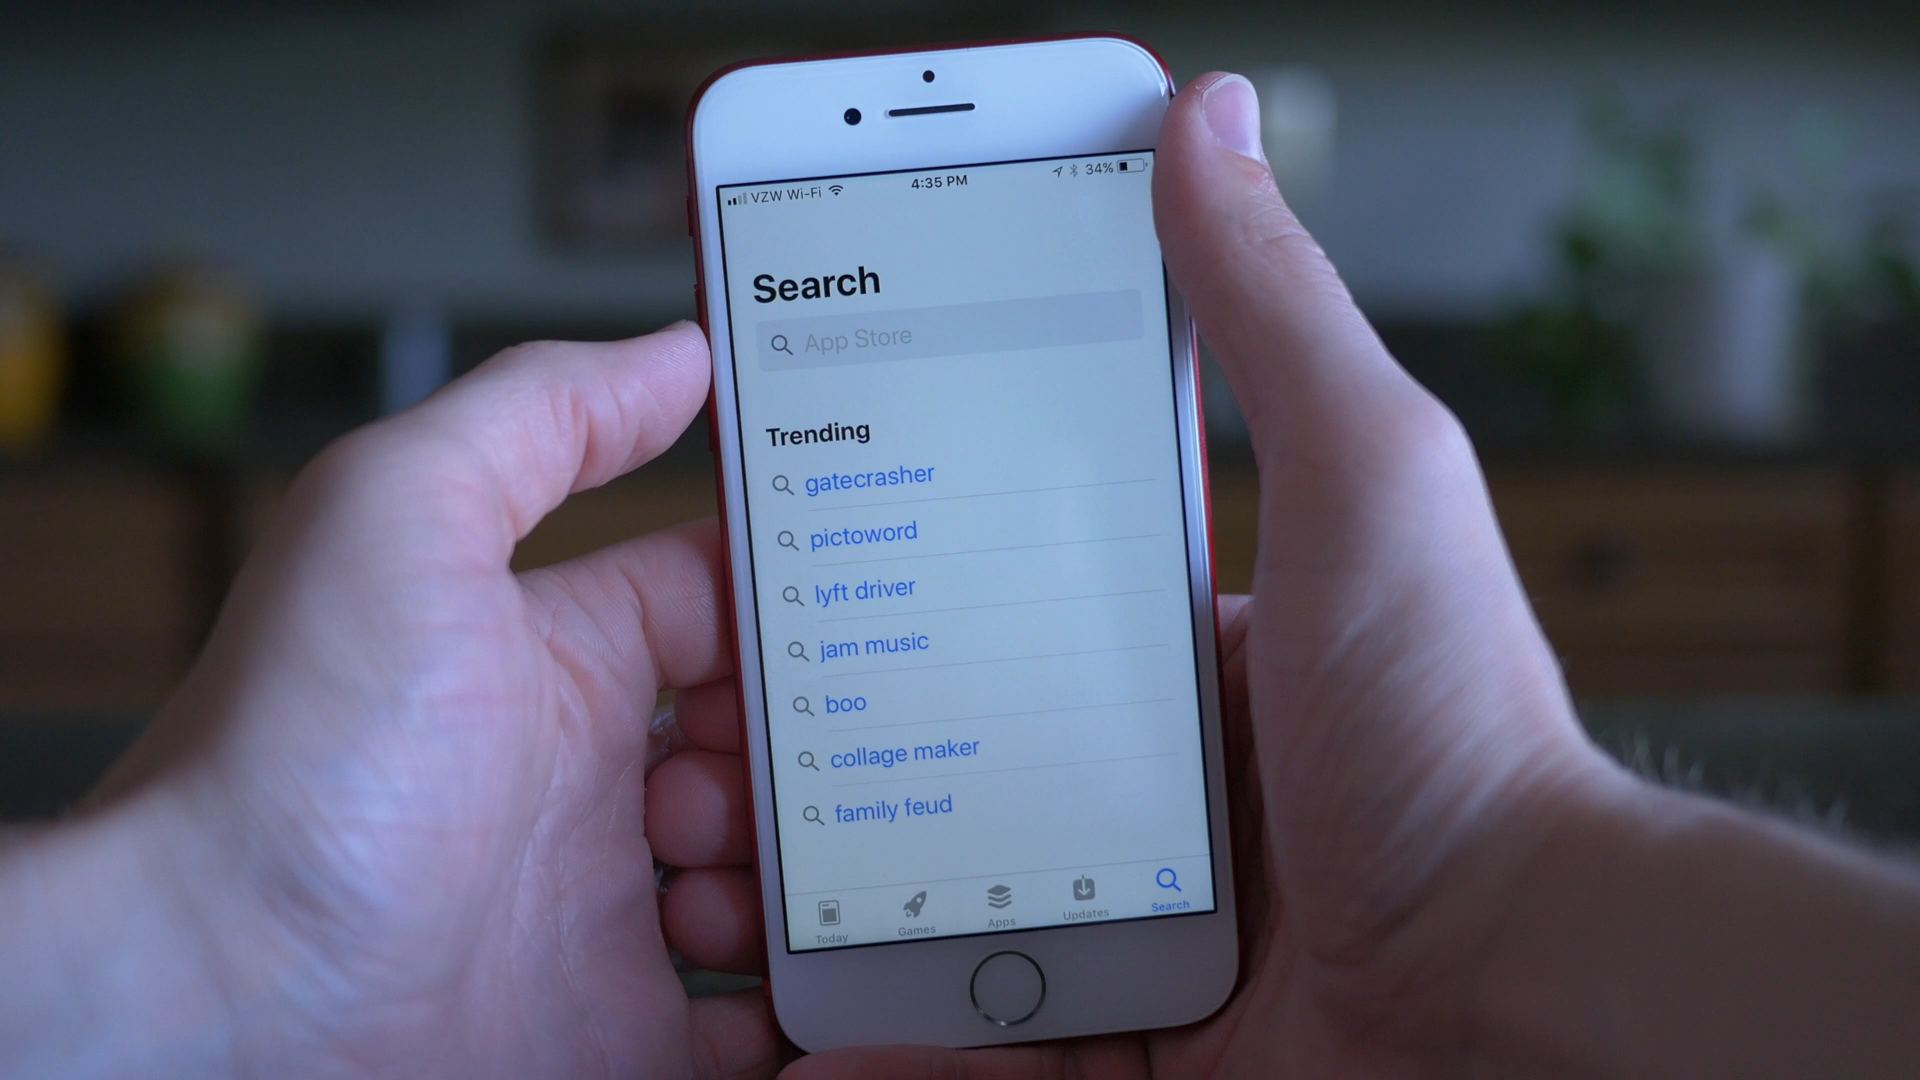 VZW Wi-Fi 4:35 PM 34%
Search
App Store
Trending
gatecrasher
pictoword
lyft driver
jam music
boo
collage maker
family feud
Today Games Apps Updates Search